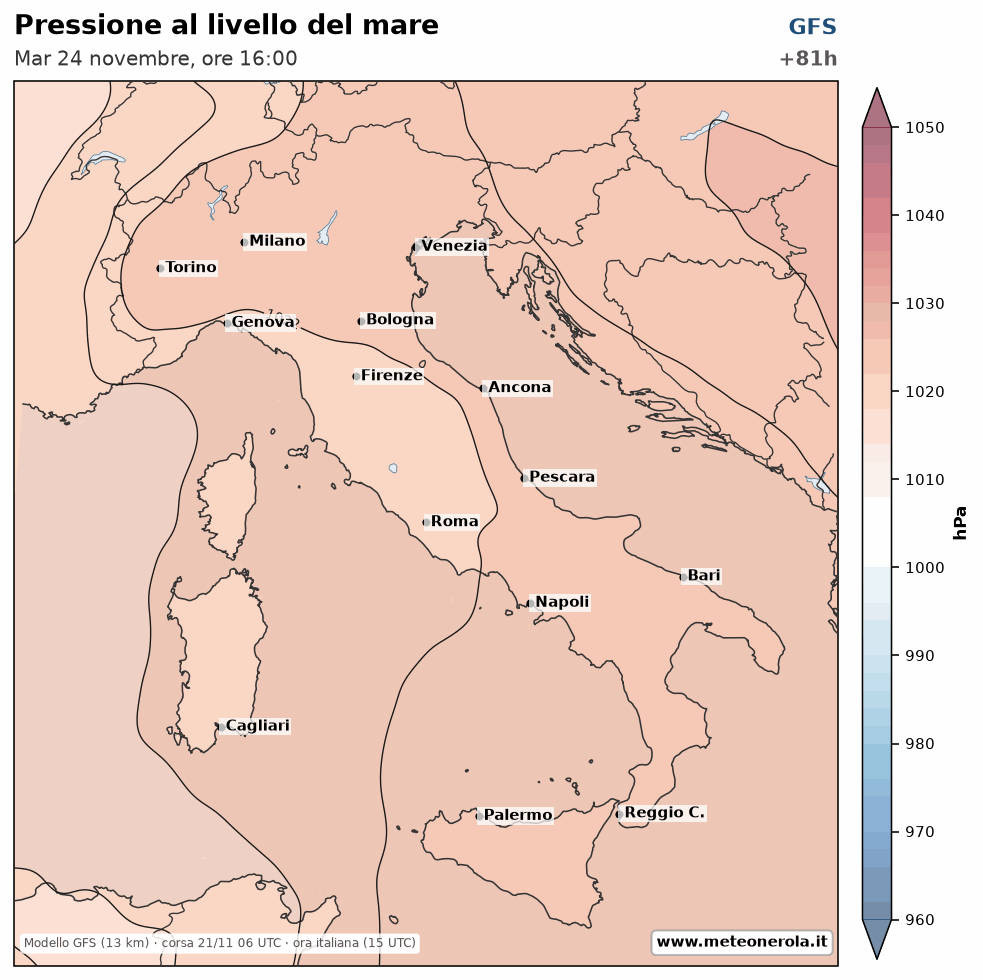 Pressione al livello del mare
GFS
Mar 24 novembre, ore 16:00
+81h
Milano
Venezia
Torino
Genova
Bologna
Firenze
Ancona
Pescara
Roma
Bari
Napoli
Cagliari
Palermo
Reggio C.
1050
1040
1030
1020
1010
1000
990
980
970
960
hPa
Modello GFS (13 km) · corsa 21/11 06 UTC · ora italiana (15 UTC)
www.meteonerola.it